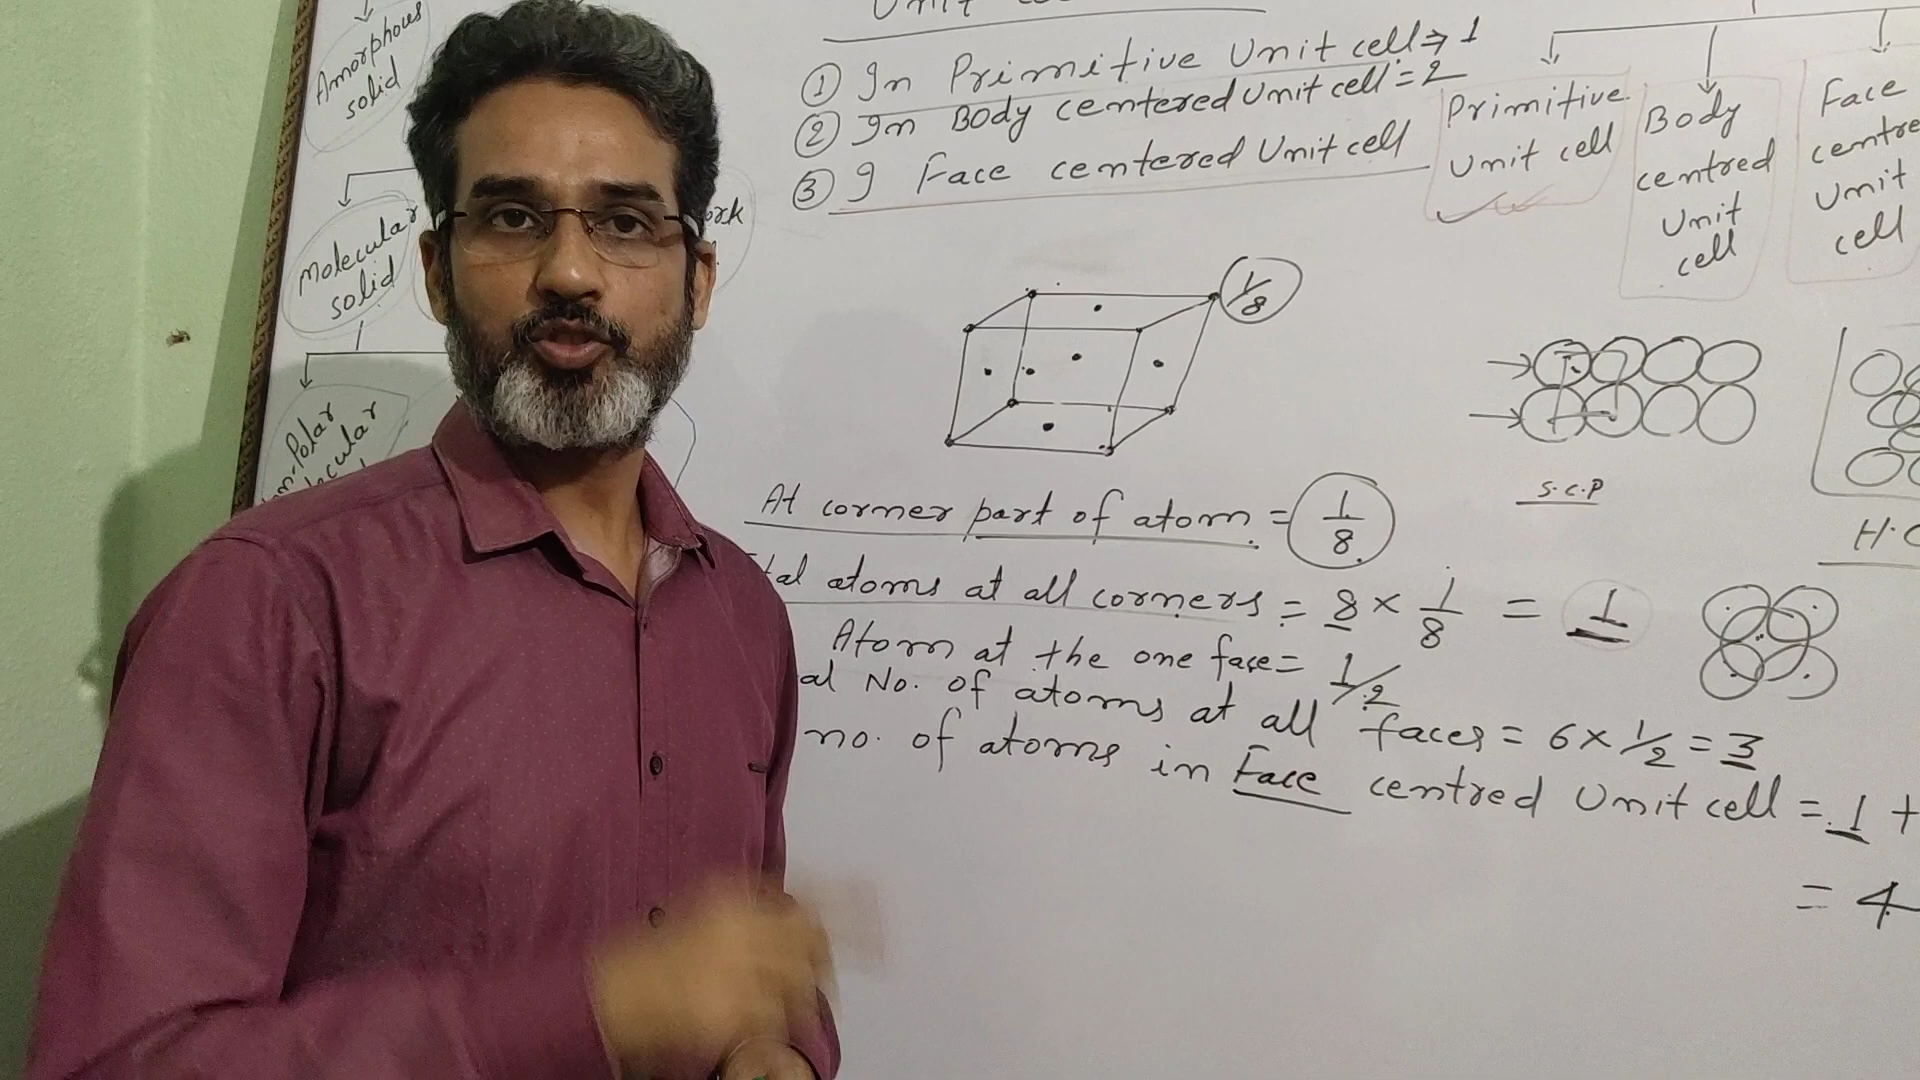 Amorphous
solid
Molecular
solid
Polar
Unit
① In Primitive Unit cell ⇒ 1
② In Body centered Unit cell = 2
③ I Face centered Unit cell
Primitive
Unit cell
Body
centred
Unit
cell
Face
centre
Unit
cell
1/8
S.C.P
H.C
At corner part of atom = 1/8
tal atoms at all corners = 8 × 1/8 = 1
Atom at the one face = 1/2
al No. of atoms at all faces = 6 × 1/2 = 3
no. of atoms in Face centred Unit cell = 1 +
= 4